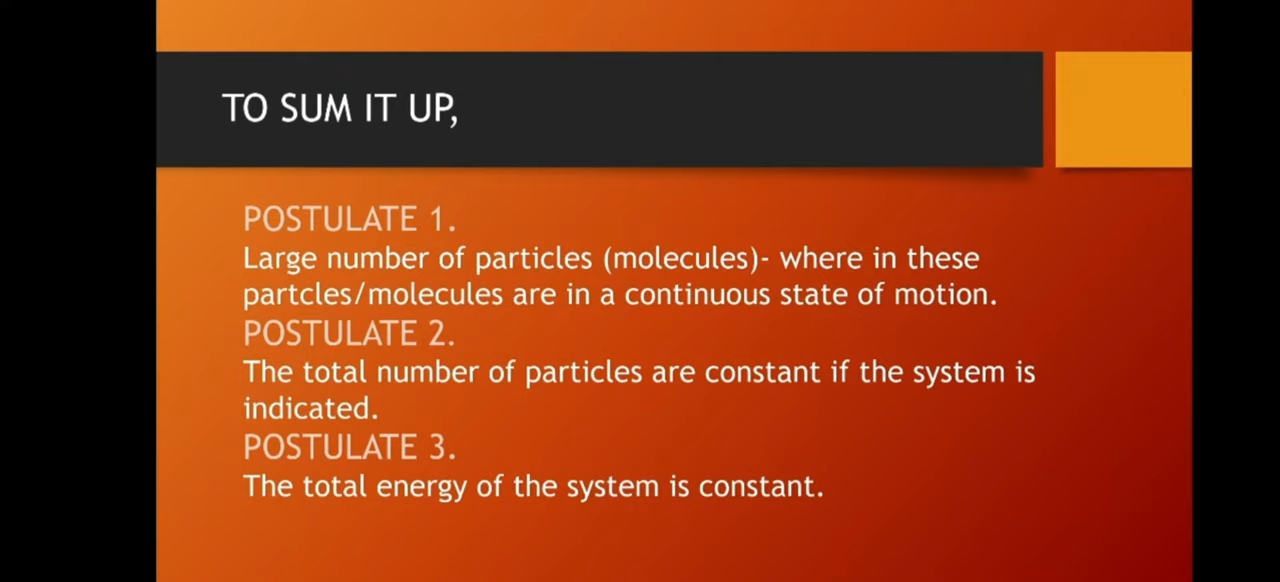 TO SUM IT UP,
POSTULATE 1.
Large number of particles (molecules)- where in these
partcles/molecules are in a continuous state of motion.
POSTULATE 2.
The total number of particles are constant if the system is
indicated.
POSTULATE 3.
The total energy of the system is constant.